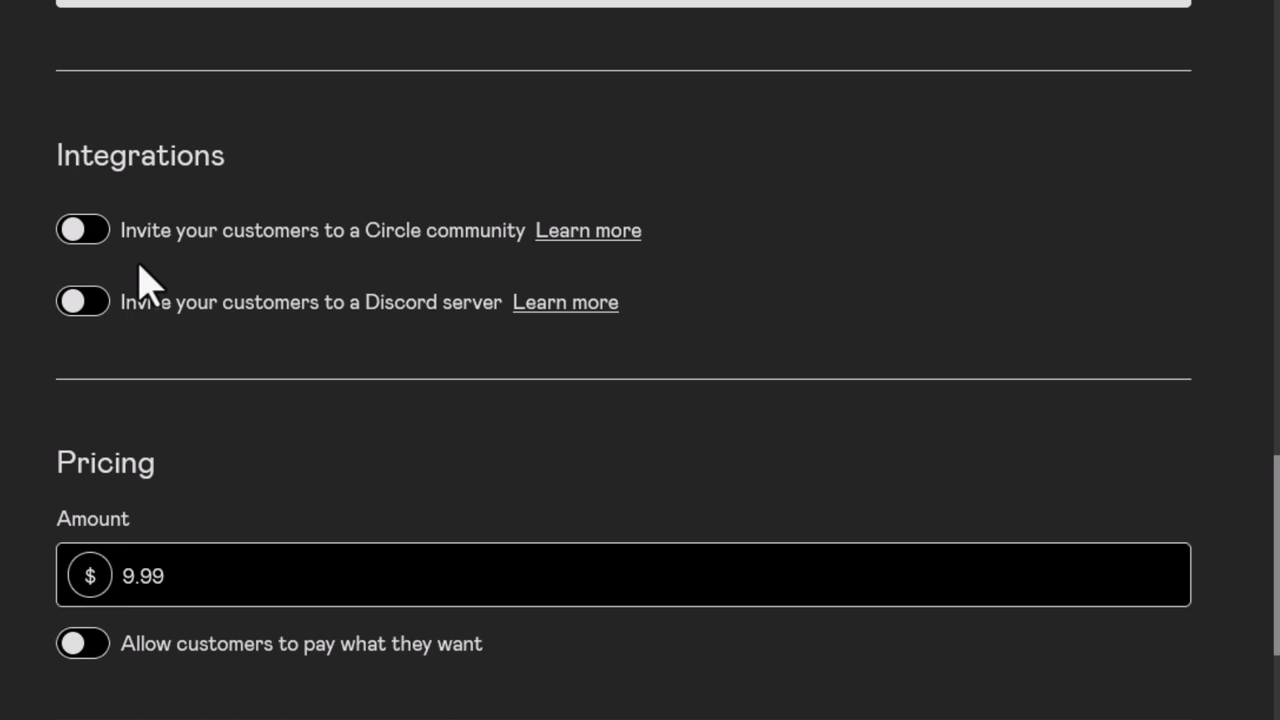 Integrations
Invite your customers to a Circle community Learn more
Invite your customers to a Discord server Learn more
Pricing
Amount
$ 9.99
Allow customers to pay what they want